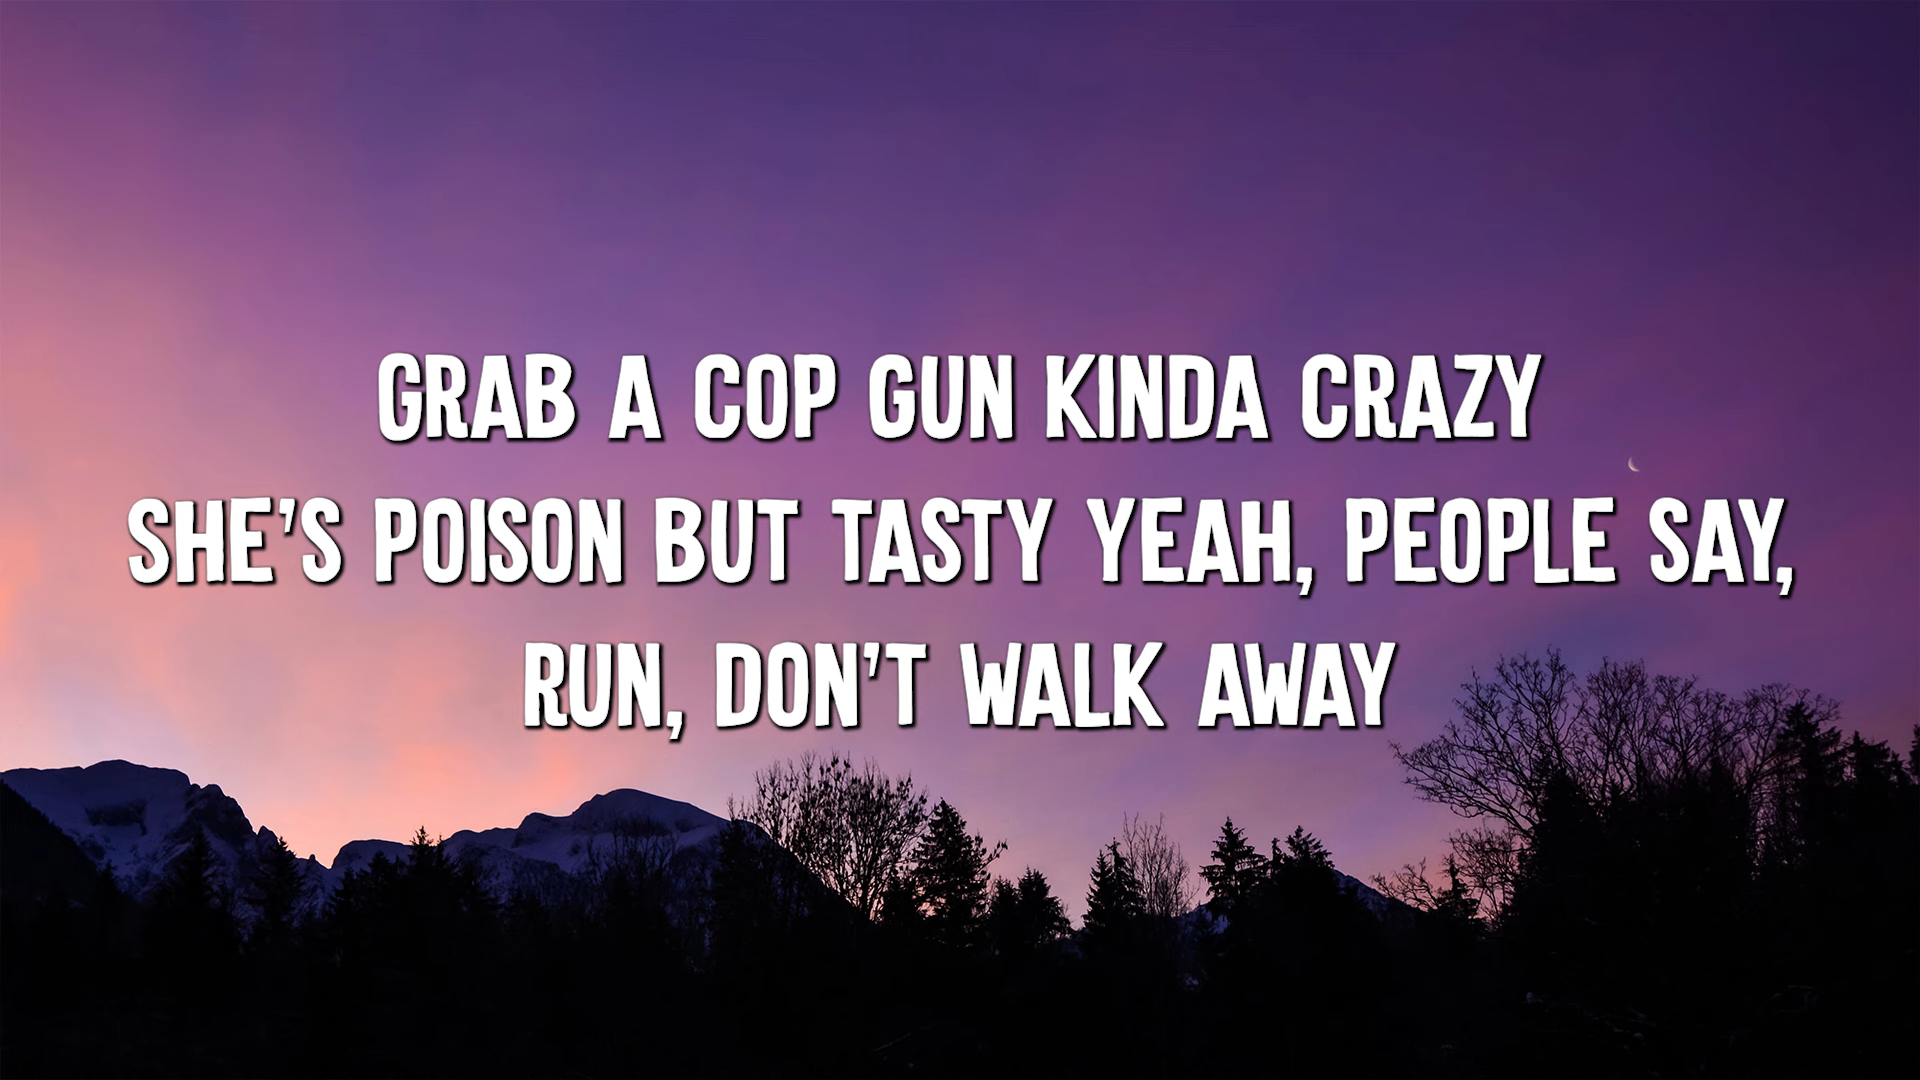 GRAB A COP GUN KINDA CRAZY
SHE'S POISON BUT TASTY YEAH, PEOPLE SAY,
RUN, DON'T WALK AWAY